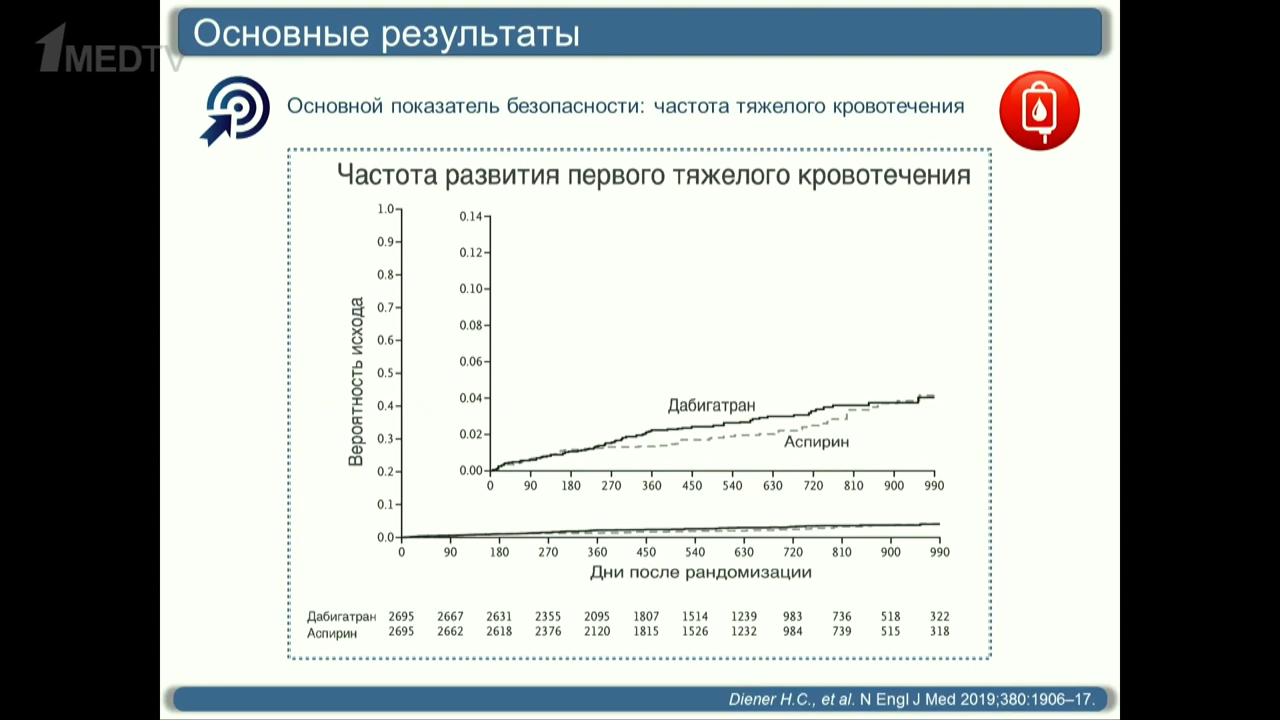 Основные результаты
1MEDTV
Основной показатель безопасности: частота тяжелого кровотечения
Частота развития первого тяжелого кровотечения
Вероятность исхода
1.0
0.9
0.8
0.7
0.6
0.5
0.4
0.3
0.2
0.1
0.0
0.14
0.12
0.10
0.08
0.06
0.04
0.02
0.00
Дабигатран
Аспирин
0 90 180 270 360 450 540 630 720 810 900 990
0 90 180 270 360 450 540 630 720 810 900 990
Дни после рандомизации
Дабигатран 2695 2667 2631 2355 2095 1807 1514 1239 983 736 518 322
Аспирин 2695 2662 2618 2376 2120 1815 1526 1232 984 739 515 318
Diener H.C., et al. N Engl J Med 2019;380:1906–17.